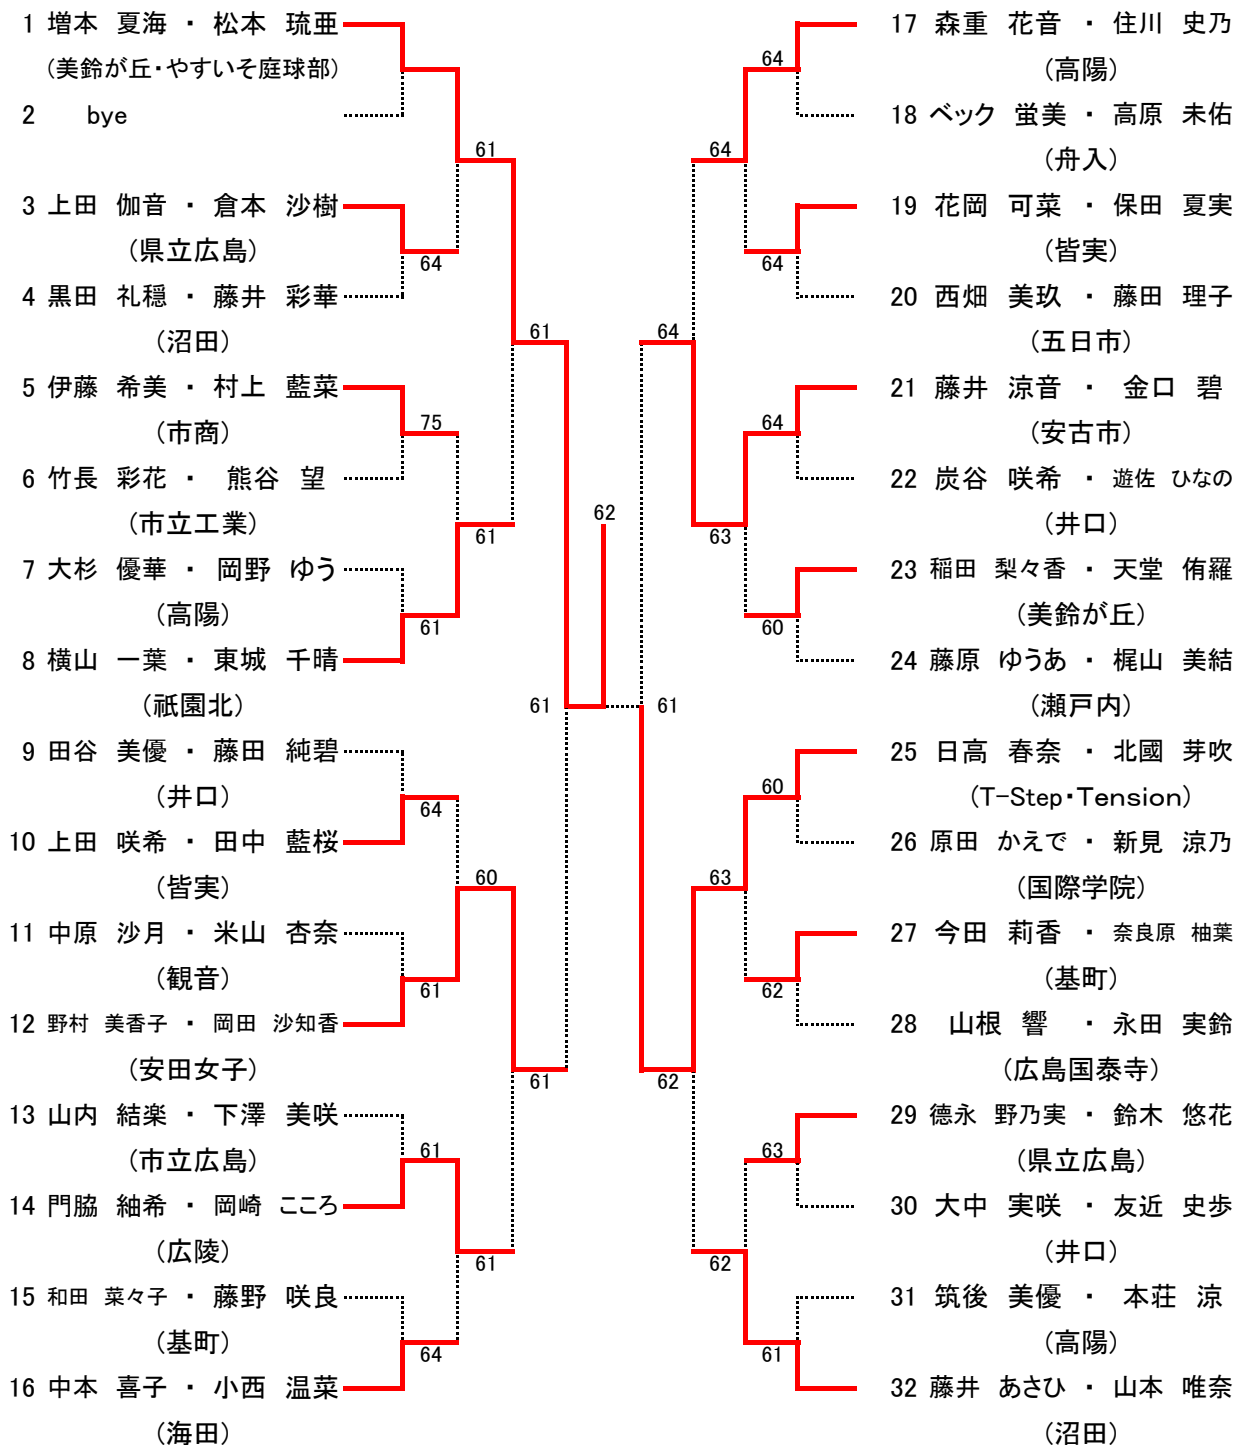 1 増本 夏海 ・ 松本 琉亜
(美鈴が丘・やすいそ庭球部)
2 bye
61
3 上田 伽音 ・ 倉本 沙樹
(県立広島)
64
4 黒田 礼穏 ・ 藤井 彩華
(沼田)
61
5 伊藤 希美 ・ 村上 藍菜
(市商)
75
6 竹長 彩花 ・ 熊谷 望
(市立工業)
61
7 大杉 優華 ・ 岡野 ゆう
(高陽)
61
8 横山 一葉 ・ 東城 千晴
(祇園北)
61
9 田谷 美優 ・ 藤田 純碧
(井口)
64
10 上田 咲希 ・ 田中 藍桜
(皆実)
60
11 中原 沙月 ・ 米山 杏奈
(観音)
61
12 野村 美香子 ・ 岡田 沙知香
(安田女子)
61
13 山内 結楽 ・ 下澤 美咲
(市立広島)
61
14 門脇 紬希 ・ 岡崎 こころ
(広陵)
61
15 和田 菜々子 ・ 藤野 咲良
(基町)
64
16 中本 喜子 ・ 小西 温菜
(海田)
62
17 森重 花音 ・ 住川 史乃
64
(高陽)
18 ベック 蛍美 ・ 高原 未佑
64
(舟入)
19 花岡 可菜 ・ 保田 夏実
(皆実)
64
20 西畑 美玖 ・ 藤田 理子
64
(五日市)
21 藤井 涼音 ・ 金口 碧
64
(安古市)
22 炭谷 咲希 ・ 遊佐 ひなの
(井口)
63
23 稲田 梨々香 ・ 天堂 侑羅
(美鈴が丘)
60
24 藤原 ゆうあ ・ 梶山 美結
(瀬戸内)
61
25 日高 春奈 ・ 北國 芽吹
60
(T-Step・Tension)
26 原田 かえで ・ 新見 涼乃
63
(国際学院)
27 今田 莉香 ・ 奈良原 柚葉
(基町)
62
28 山根 響 ・ 永田 実鈴
(広島国泰寺)
62
29 德永 野乃実 ・ 鈴木 悠花
63
(県立広島)
30 大中 実咲 ・ 友近 史歩
(井口)
62
31 筑後 美優 ・ 本荘 涼
(高陽)
61
32 藤井 あさひ ・ 山本 唯奈
(沼田)